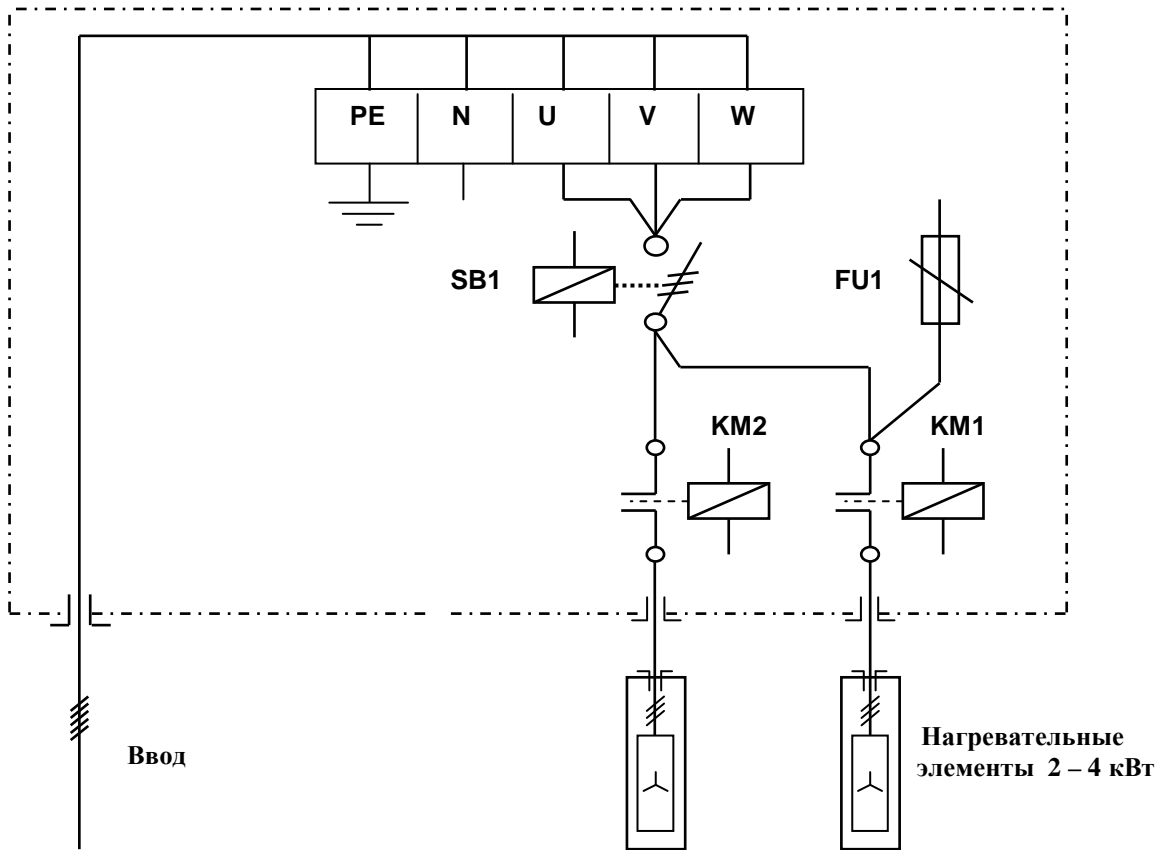 PE N U V W
SB1
FU1
KM2
KM1
Ввод
Нагревательные
элементы 2 – 4 кВт